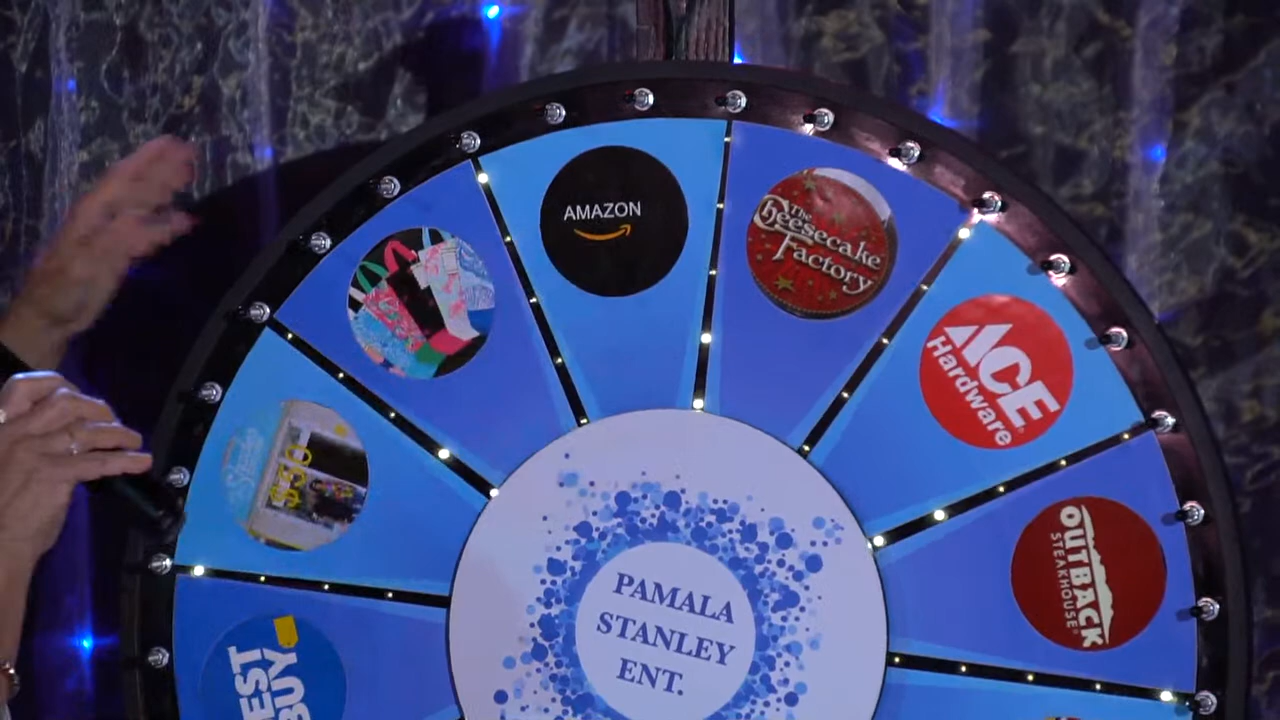 AMAZON
The
Cheesecake
Factory
ACE
Hardware
$50
OUTBACK
STEAKHOUSE
BEST
BUY
PAMALA
STANLEY
ENT.